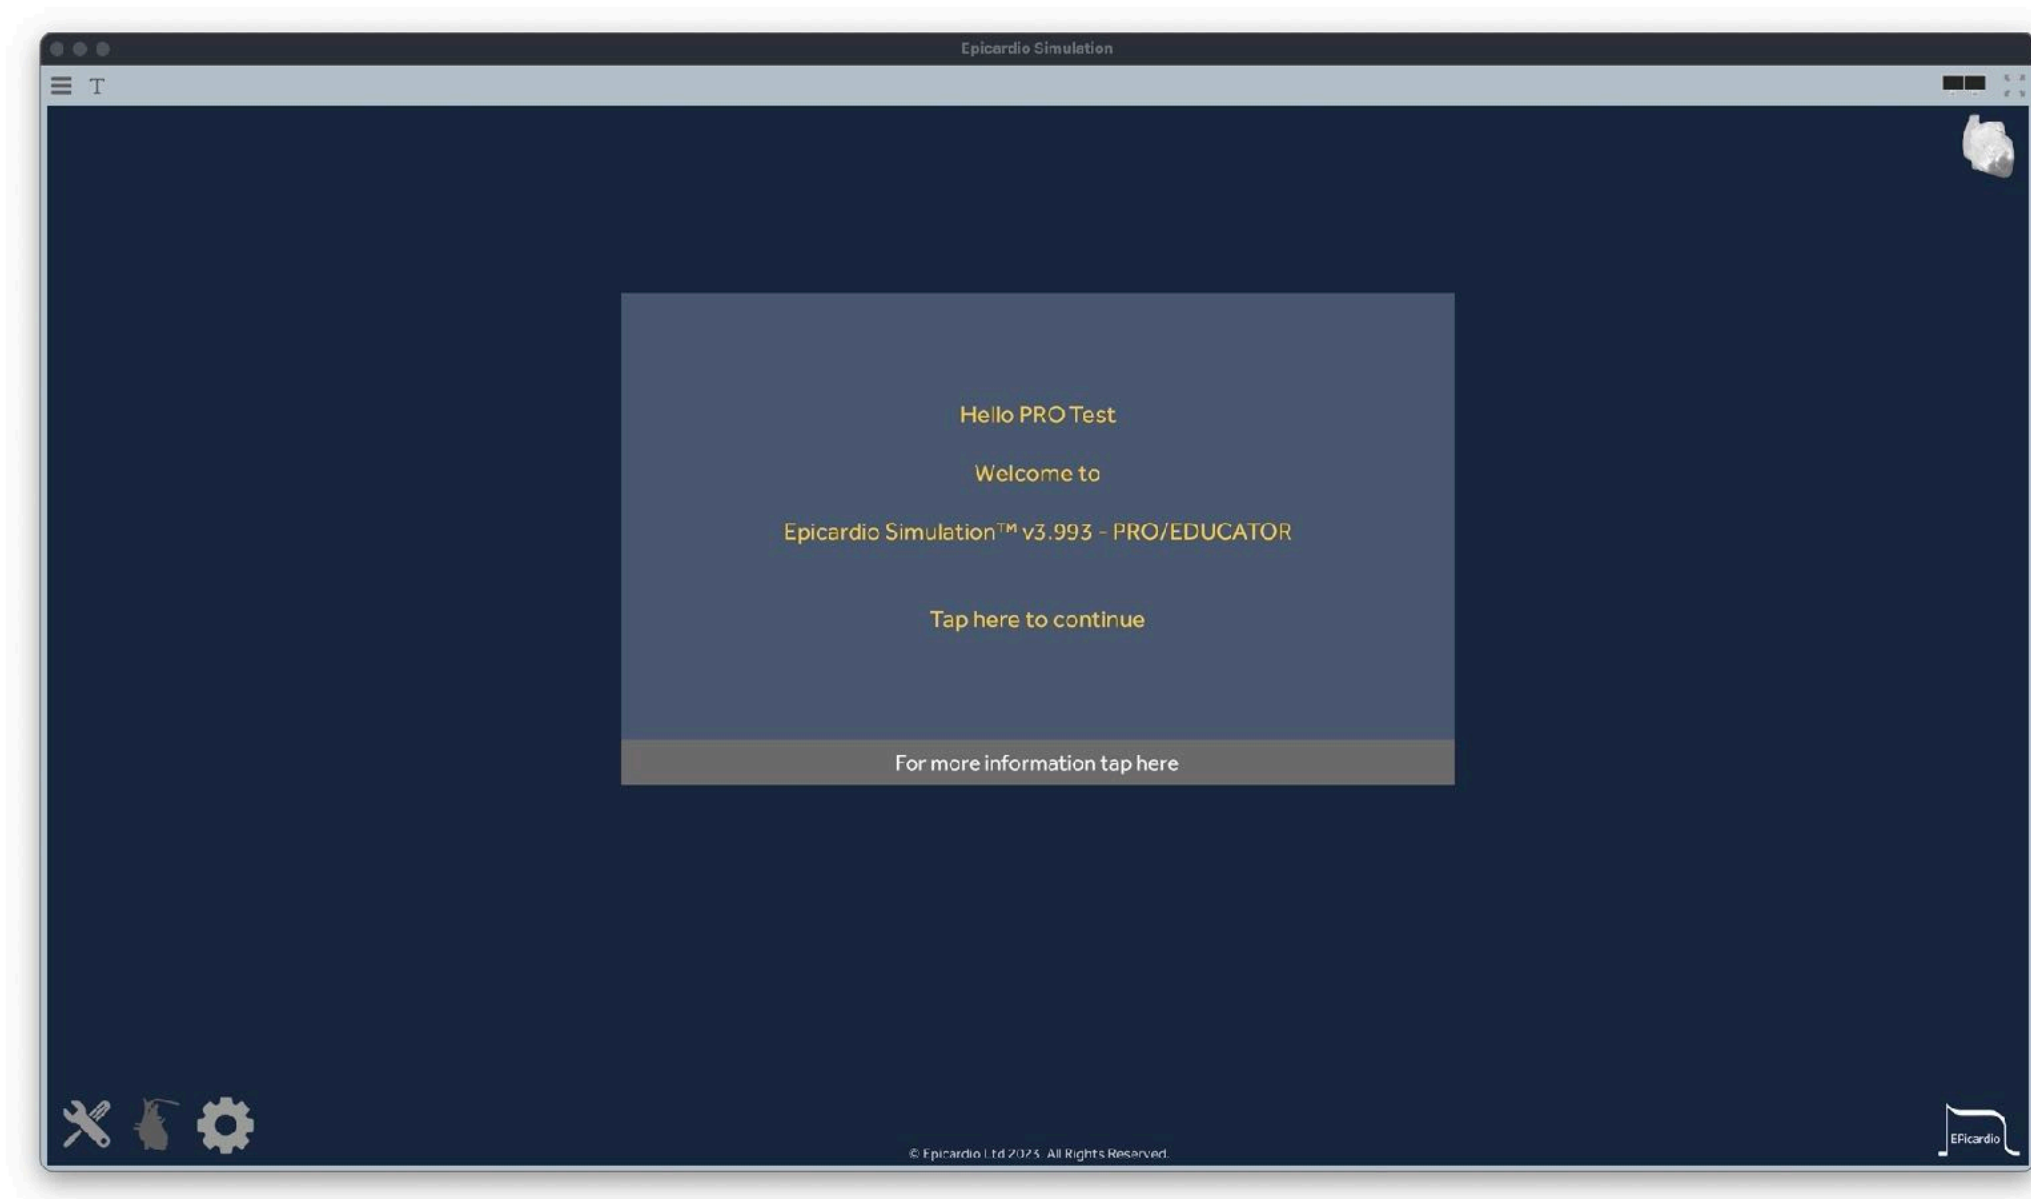 Epicardio Simulation
T
Hello PRO Test
Welcome to
Epicardio Simulation™ v3.993 - PRO/EDUCATOR
Tap here to continue
For more information tap here
© Epicardio Ltd 2023. All Rights Reserved.
EPicardio